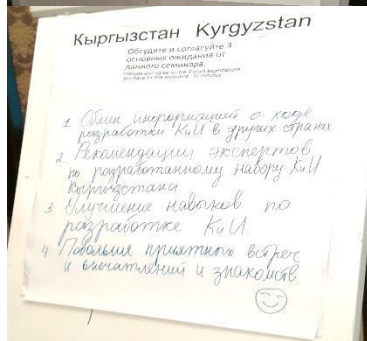 Кыргызстан Kyrgyzstan
Обсудите и согласуйте 3
основных ожидания от
данного семинара.
1 Обмен информацией о ходе
разработки КиИ в других странах
2. Рекомендации экспертов
по разработанному набору КиИ
Кыргызстана
3. Улучшение навыков по
разработке КиИ
4. Побольше приятных встреч
и впечатлений и знакомств